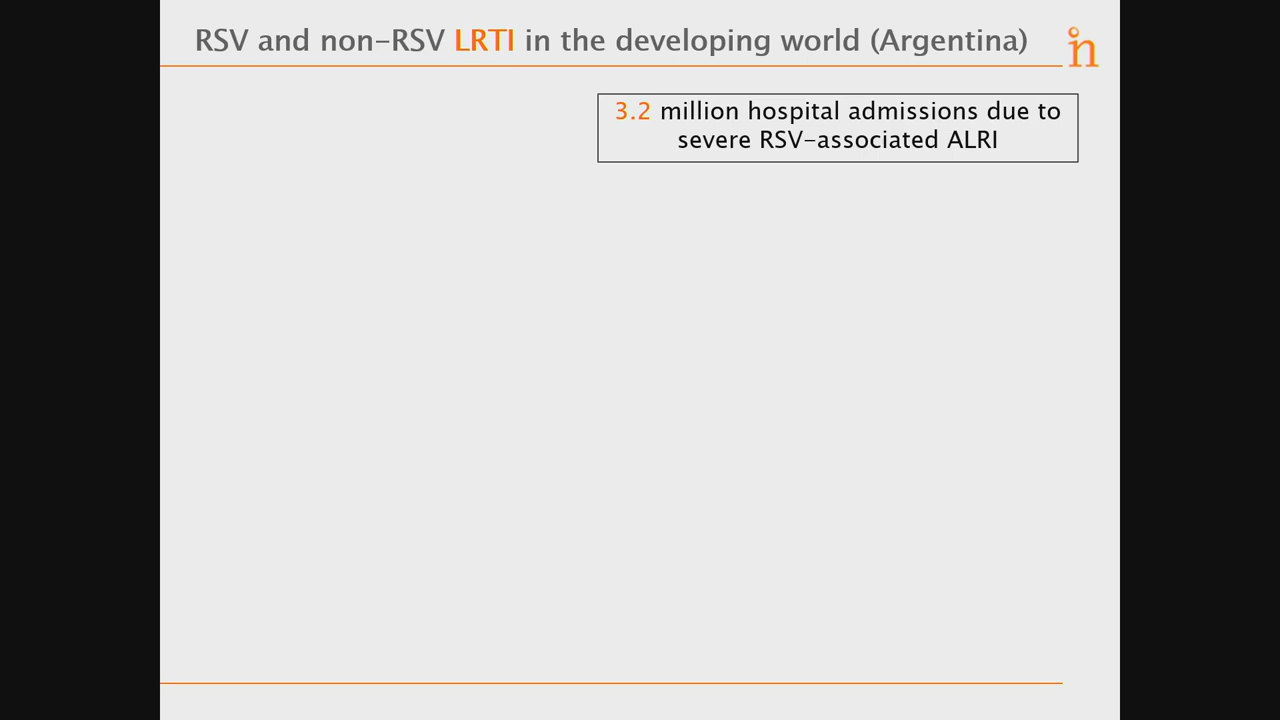 RSV and non-RSV LRTI in the developing world (Argentina)
in
3.2 million hospital admissions due to
severe RSV-associated ALRI